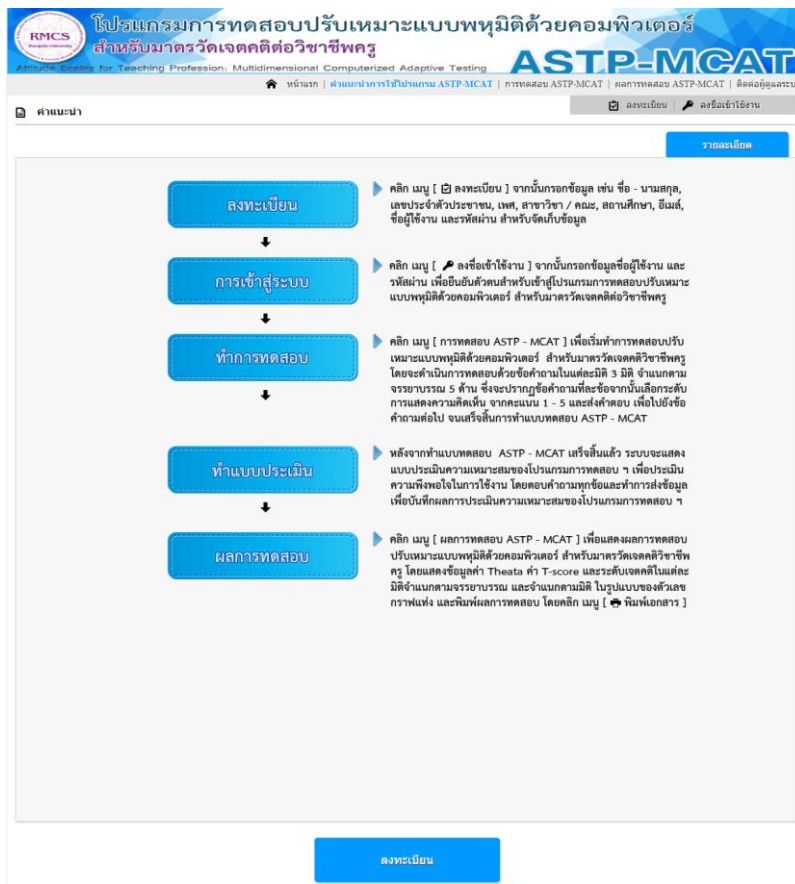 RMCS
โปรแกรมการทดสอบปรับเหมาะแบบพหุมิติด้วยคอมพิวเตอร์
สำหรับมาตรวัดเจตคติต่อวิชาชีพครู
Attitude Scales for Teaching Profession: Multidimensional Computerized Adaptive Testing
ASTP-MCAT
หน้าแรก | คำแนะนำการใช้โปรแกรม ASTP-MCAT | การทดสอบ ASTP-MCAT | ผลการทดสอบ ASTP-MCAT | ติดต่อผู้ดูแลระบ
คำแนะนำ
ลงทะเบียน | ลงชื่อเข้าใช้งาน
รายละเอียด
ลงทะเบียน
คลิก เมนู [ ลงทะเบียน ] จากนั้นกรอกข้อมูล เช่น ชื่อ - นามสกุล,
เลขประจำตัวประชาชน, เพศ, สาขาวิชา / คณะ, สถานศึกษา, อีเมล์,
ชื่อผู้ใช้งาน และรหัสผ่าน สำหรับจัดเก็บข้อมูล
การเข้าสู่ระบบ
คลิก เมนู [ ลงชื่อเข้าใช้งาน ] จากนั้นกรอกข้อมูลชื่อผู้ใช้งาน และ
รหัสผ่าน เพื่อยืนยันตัวตนสำหรับเข้าสู่โปรแกรมการทดสอบปรับเหมาะ
แบบพหุมิติด้วยคอมพิวเตอร์ สำหรับมาตรวัดเจตคติต่อวิชาชีพครู
ทำการทดสอบ
คลิก เมนู [ การทดสอบ ASTP - MCAT ] เพื่อเริ่มทำการทดสอบปรับ
เหมาะแบบพหุมิติด้วยคอมพิวเตอร์ สำหรับมาตรวัดเจตคติวิชาชีพครู
โดยจะดำเนินการทดสอบด้วยข้อคำถามในแต่ละมิติ 3 มิติ จำแนกตาม
จรรยาบรรณ 5 ด้าน ซึ่งจะปรากฏข้อคำถามทีละข้อจากนั้นเลือกระดับ
การแสดงความคิดเห็น จากคะแนน 1 - 5 และส่งคำตอบ เพื่อไปยังข้อ
คำถามต่อไป จนเสร็จสิ้นการทำแบบทดสอบ ASTP - MCAT
ทำแบบประเมิน
หลังจากทำแบบทดสอบ ASTP - MCAT เสร็จสิ้นแล้ว ระบบจะแสดง
แบบประเมินความเหมาะสมของโปรแกรมการทดสอบ ฯ เพื่อประเมิน
ความพึงพอใจในการใช้งาน โดยตอบคำถามทุกข้อและทำการส่งข้อมูล
เพื่อบันทึกผลการประเมินความเหมาะสมของโปรแกรมการทดสอบ ฯ
ผลการทดสอบ
คลิก เมนู [ ผลการทดสอบ ASTP - MCAT ] เพื่อแสดงผลการทดสอบ
ปรับเหมาะแบบพหุมิติด้วยคอมพิวเตอร์ สำหรับมาตรวัดเจตคติวิชาชีพ
ครู โดยแสดงข้อมูลค่า Theata ค่า T-score และระดับเจตคติในแต่ละ
มิติจำแนกตามจรรยาบรรณ และจำแนกตามมิติ ในรูปแบบของตัวเลข
กราฟแท่ง และพิมพ์ผลการทดสอบ โดยคลิก เมนู [ พิมพ์เอกสาร ]
ลงทะเบียน